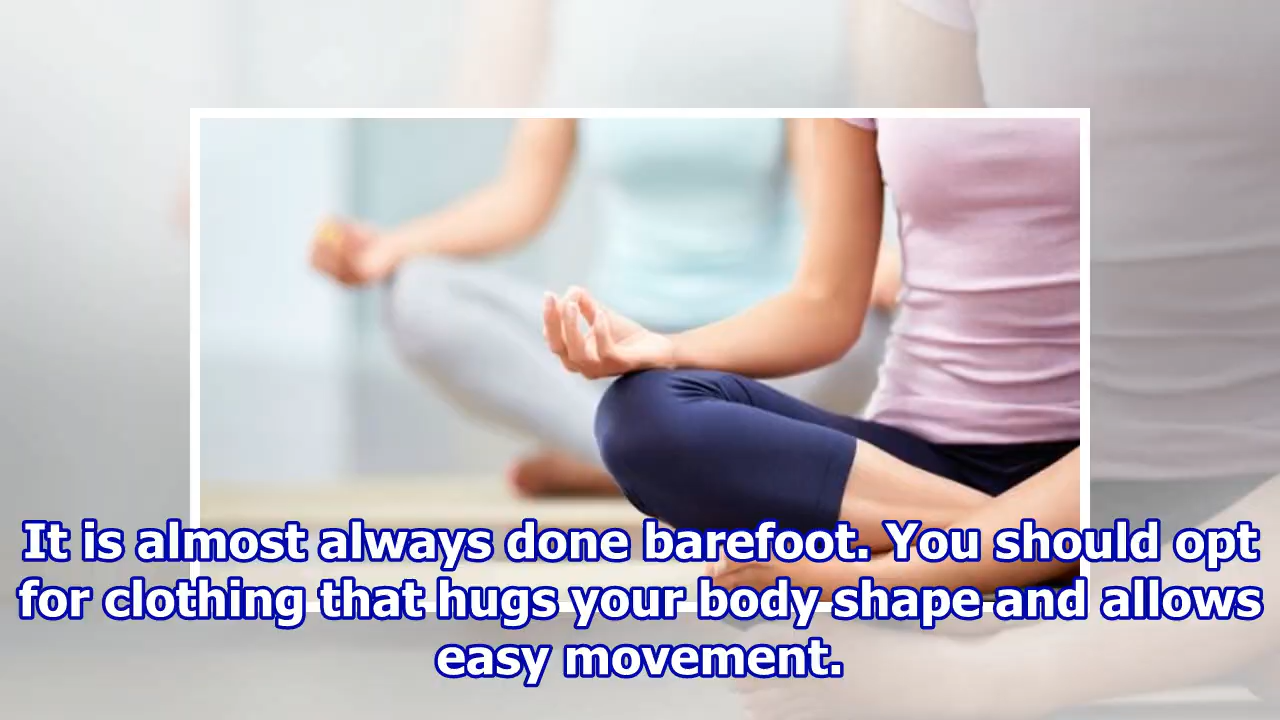 It is almost always done barefoot. You should opt
for clothing that hugs your body shape and allows
easy movement.